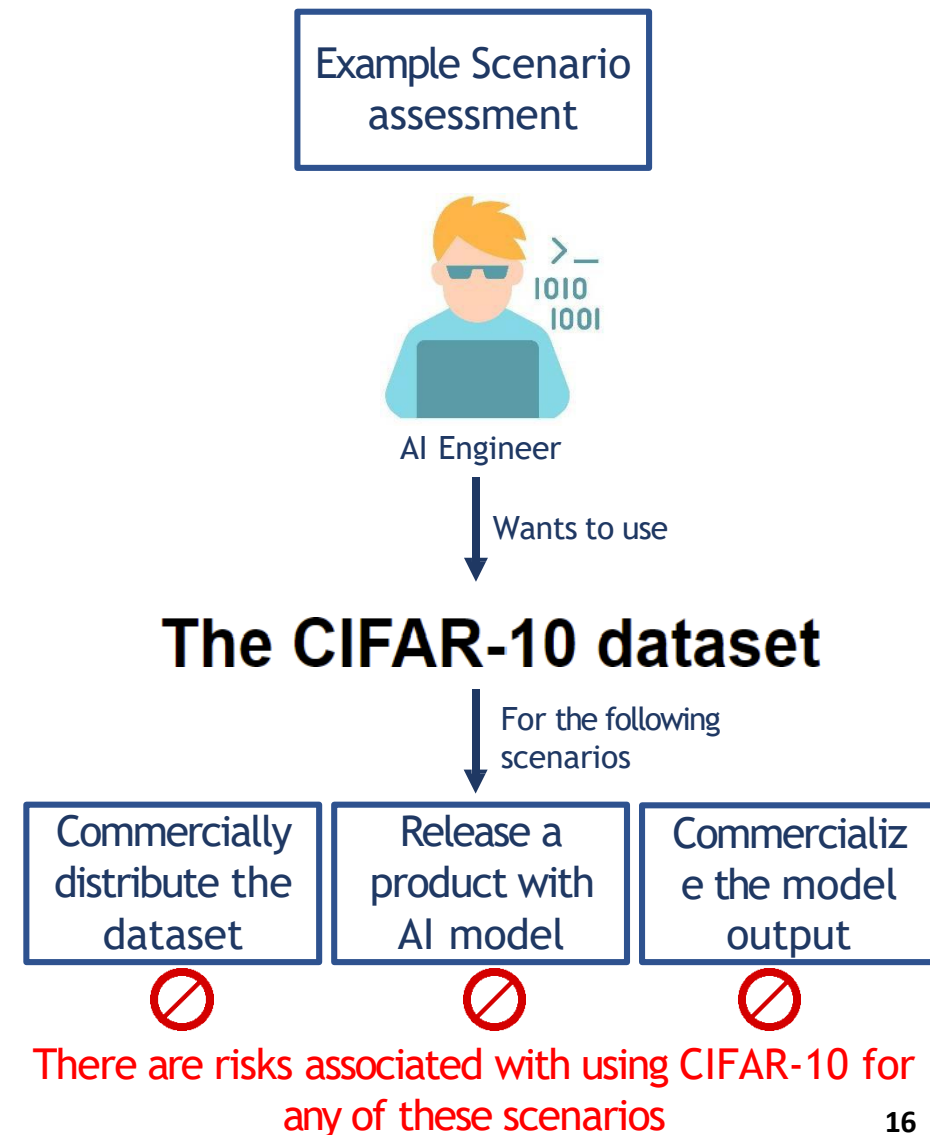 Example Scenario
assessment
>_
1010
1001
AI Engineer
Wants to use
The CIFAR-10 dataset
For the following
scenarios
Commercially
distribute the
dataset
Release a
product with
AI model
Commercializ
e the model
output
There are risks associated with using CIFAR-10 for
any of these scenarios
16